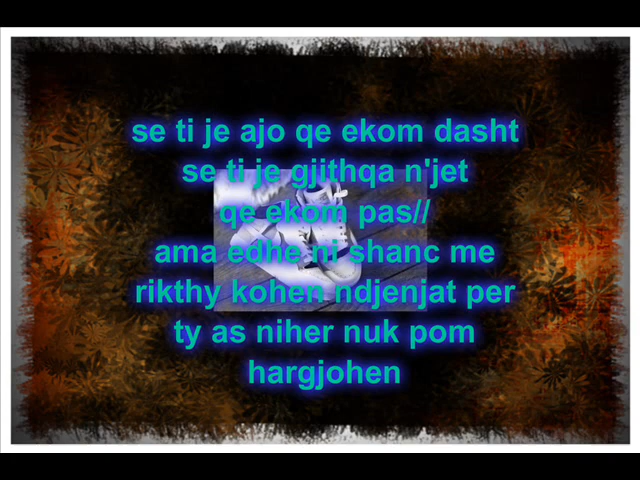 se ti je ajo qe ekom dasht
se ti je gjithqa n'jet
qe ekom pas//
ama edhe ni shanc me
rikthy kohen ndjenjat per
ty as niher nuk pom
hargjohen